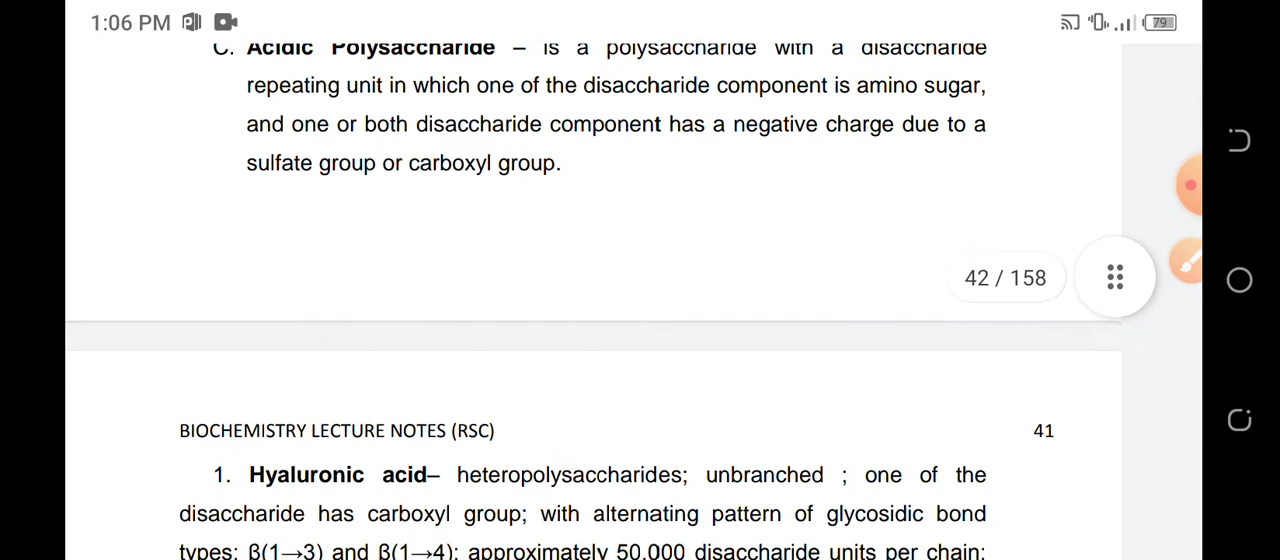 1:06 PM
79
C. Acidic Polysaccharide – is a polysaccharide with a disaccharide
repeating unit in which one of the disaccharide component is amino sugar,
and one or both disaccharide component has a negative charge due to a
sulfate group or carboxyl group.
42 / 158
BIOCHEMISTRY LECTURE NOTES (RSC) 41
1. Hyaluronic acid– heteropolysaccharides; unbranched ; one of the
disaccharide has carboxyl group; with alternating pattern of glycosidic bond
types: β(1→3) and β(1→4); approximately 50,000 disaccharide units per chain;